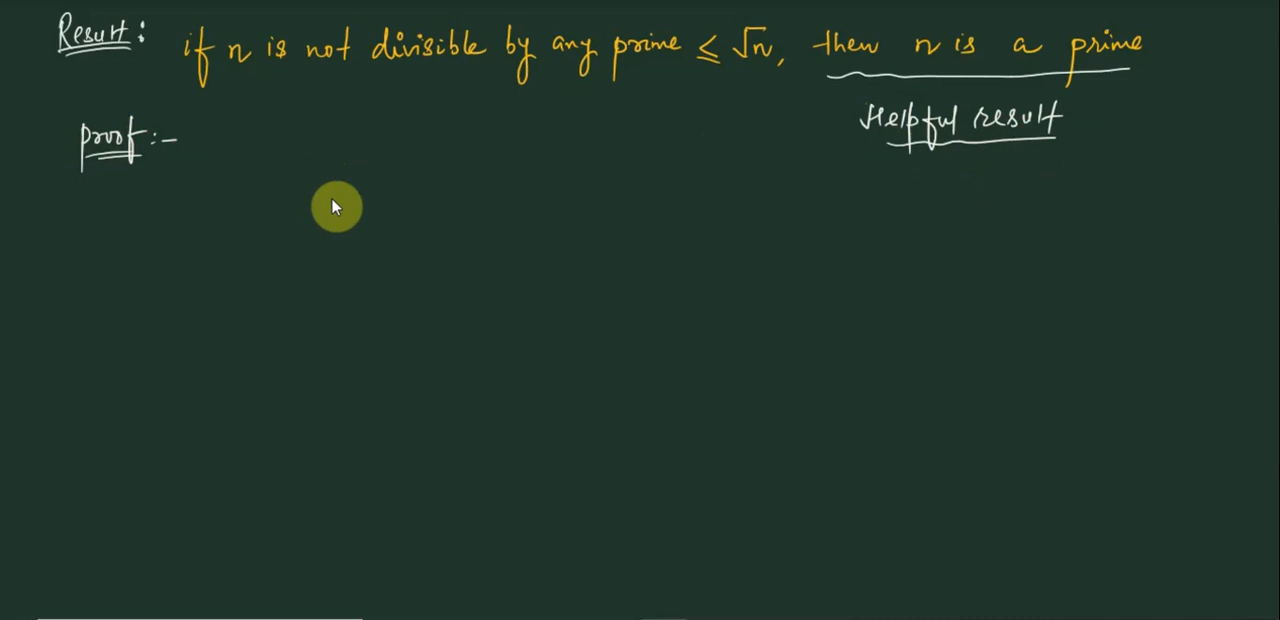 Result: if n is not divisible by any prime ≤ √n, then n is a prime
Helpful result
proof:-